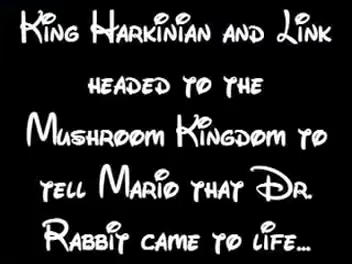 King Harkinian and Link
headed to the
Mushroom Kingdom to
tell Mario that Dr.
Rabbit came to life...